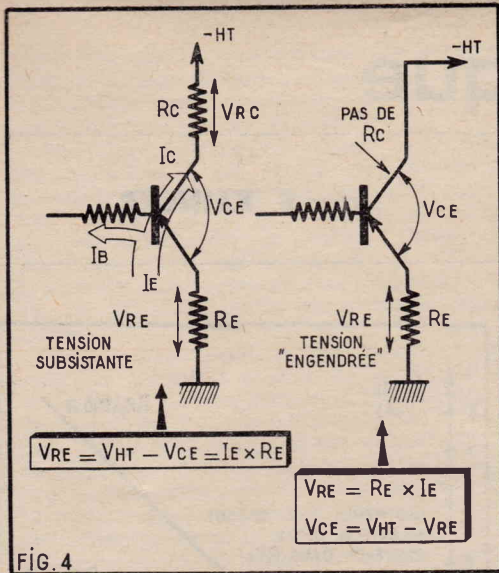 -HT
RC
VRC
IC
VCE
IB
IE
VRE
RE
TENSION
SUBSISTANTE
VRE = VHT - VCE = IE × RE
-HT
PAS DE
RC
VCE
VRE
RE
TENSION
"ENGENDRÉE"
VRE = RE × IE
VCE = VHT - VRE
FIG. 4